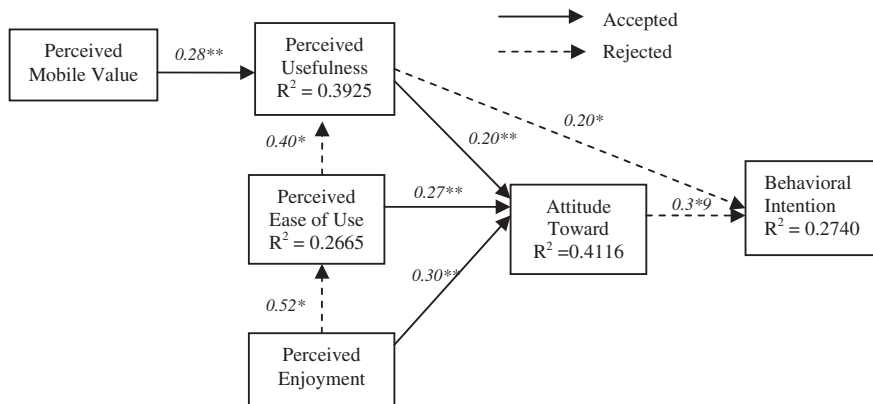 Accepted
Rejected
Perceived
Mobile Value
0.28**
Perceived
Usefulness
R² = 0.3925
0.20*
0.40*
0.20**
Perceived
Ease of Use
R² = 0.2665
0.27**
Attitude
Toward
R² =0.4116
0.3*9
Behavioral
Intention
R² = 0.2740
0.52*
0.30**
Perceived
Enjoyment